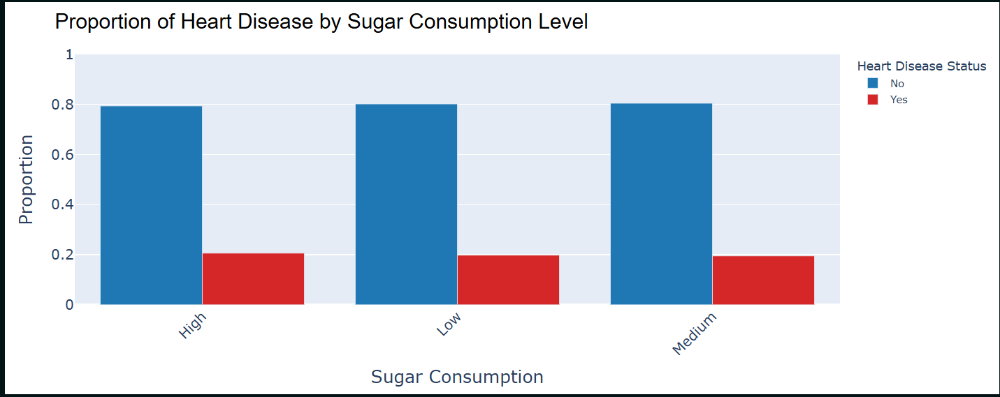 Proportion of Heart Disease by Sugar Consumption Level
Heart Disease Status
No
Yes
Proportion
1
0.8
0.6
0.4
0.2
0
High
Low
Medium
Sugar Consumption